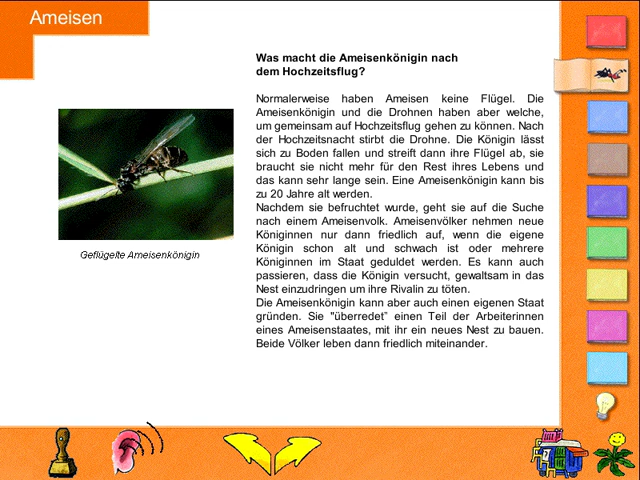 Ameisen
Was macht die Ameisenkönigin nach
dem Hochzeitsflug?
Normalerweise haben Ameisen keine Flügel. Die
Ameisenkönigin und die Drohnen haben aber welche,
um gemeinsam auf Hochzeitsflug gehen zu können. Nach
der Hochzeitsnacht stirbt die Drohne. Die Königin lässt
sich zu Boden fallen und streift dann ihre Flügel ab, sie
braucht sie nicht mehr für den Rest ihres Lebens und
das kann sehr lange sein. Eine Ameisenkönigin kann bis
zu 20 Jahre alt werden.
Nachdem sie befruchtet wurde, geht sie auf die Suche
nach einem Ameisenvolk. Ameisenvölker nehmen neue
Königinnen nur dann friedlich auf, wenn die eigene
Königin schon alt und schwach ist oder mehrere
Königinnen im Staat geduldet werden. Es kann auch
passieren, dass die Königin versucht, gewaltsam in das
Nest einzudringen um ihre Rivalin zu töten.
Die Ameisenkönigin kann aber auch einen eigenen Staat
gründen. Sie "überredet" einen Teil der Arbeiterinnen
eines Ameisenstaates, mit ihr ein neues Nest zu bauen.
Beide Völker leben dann friedlich miteinander.
Geflügelte Ameisenkönigin